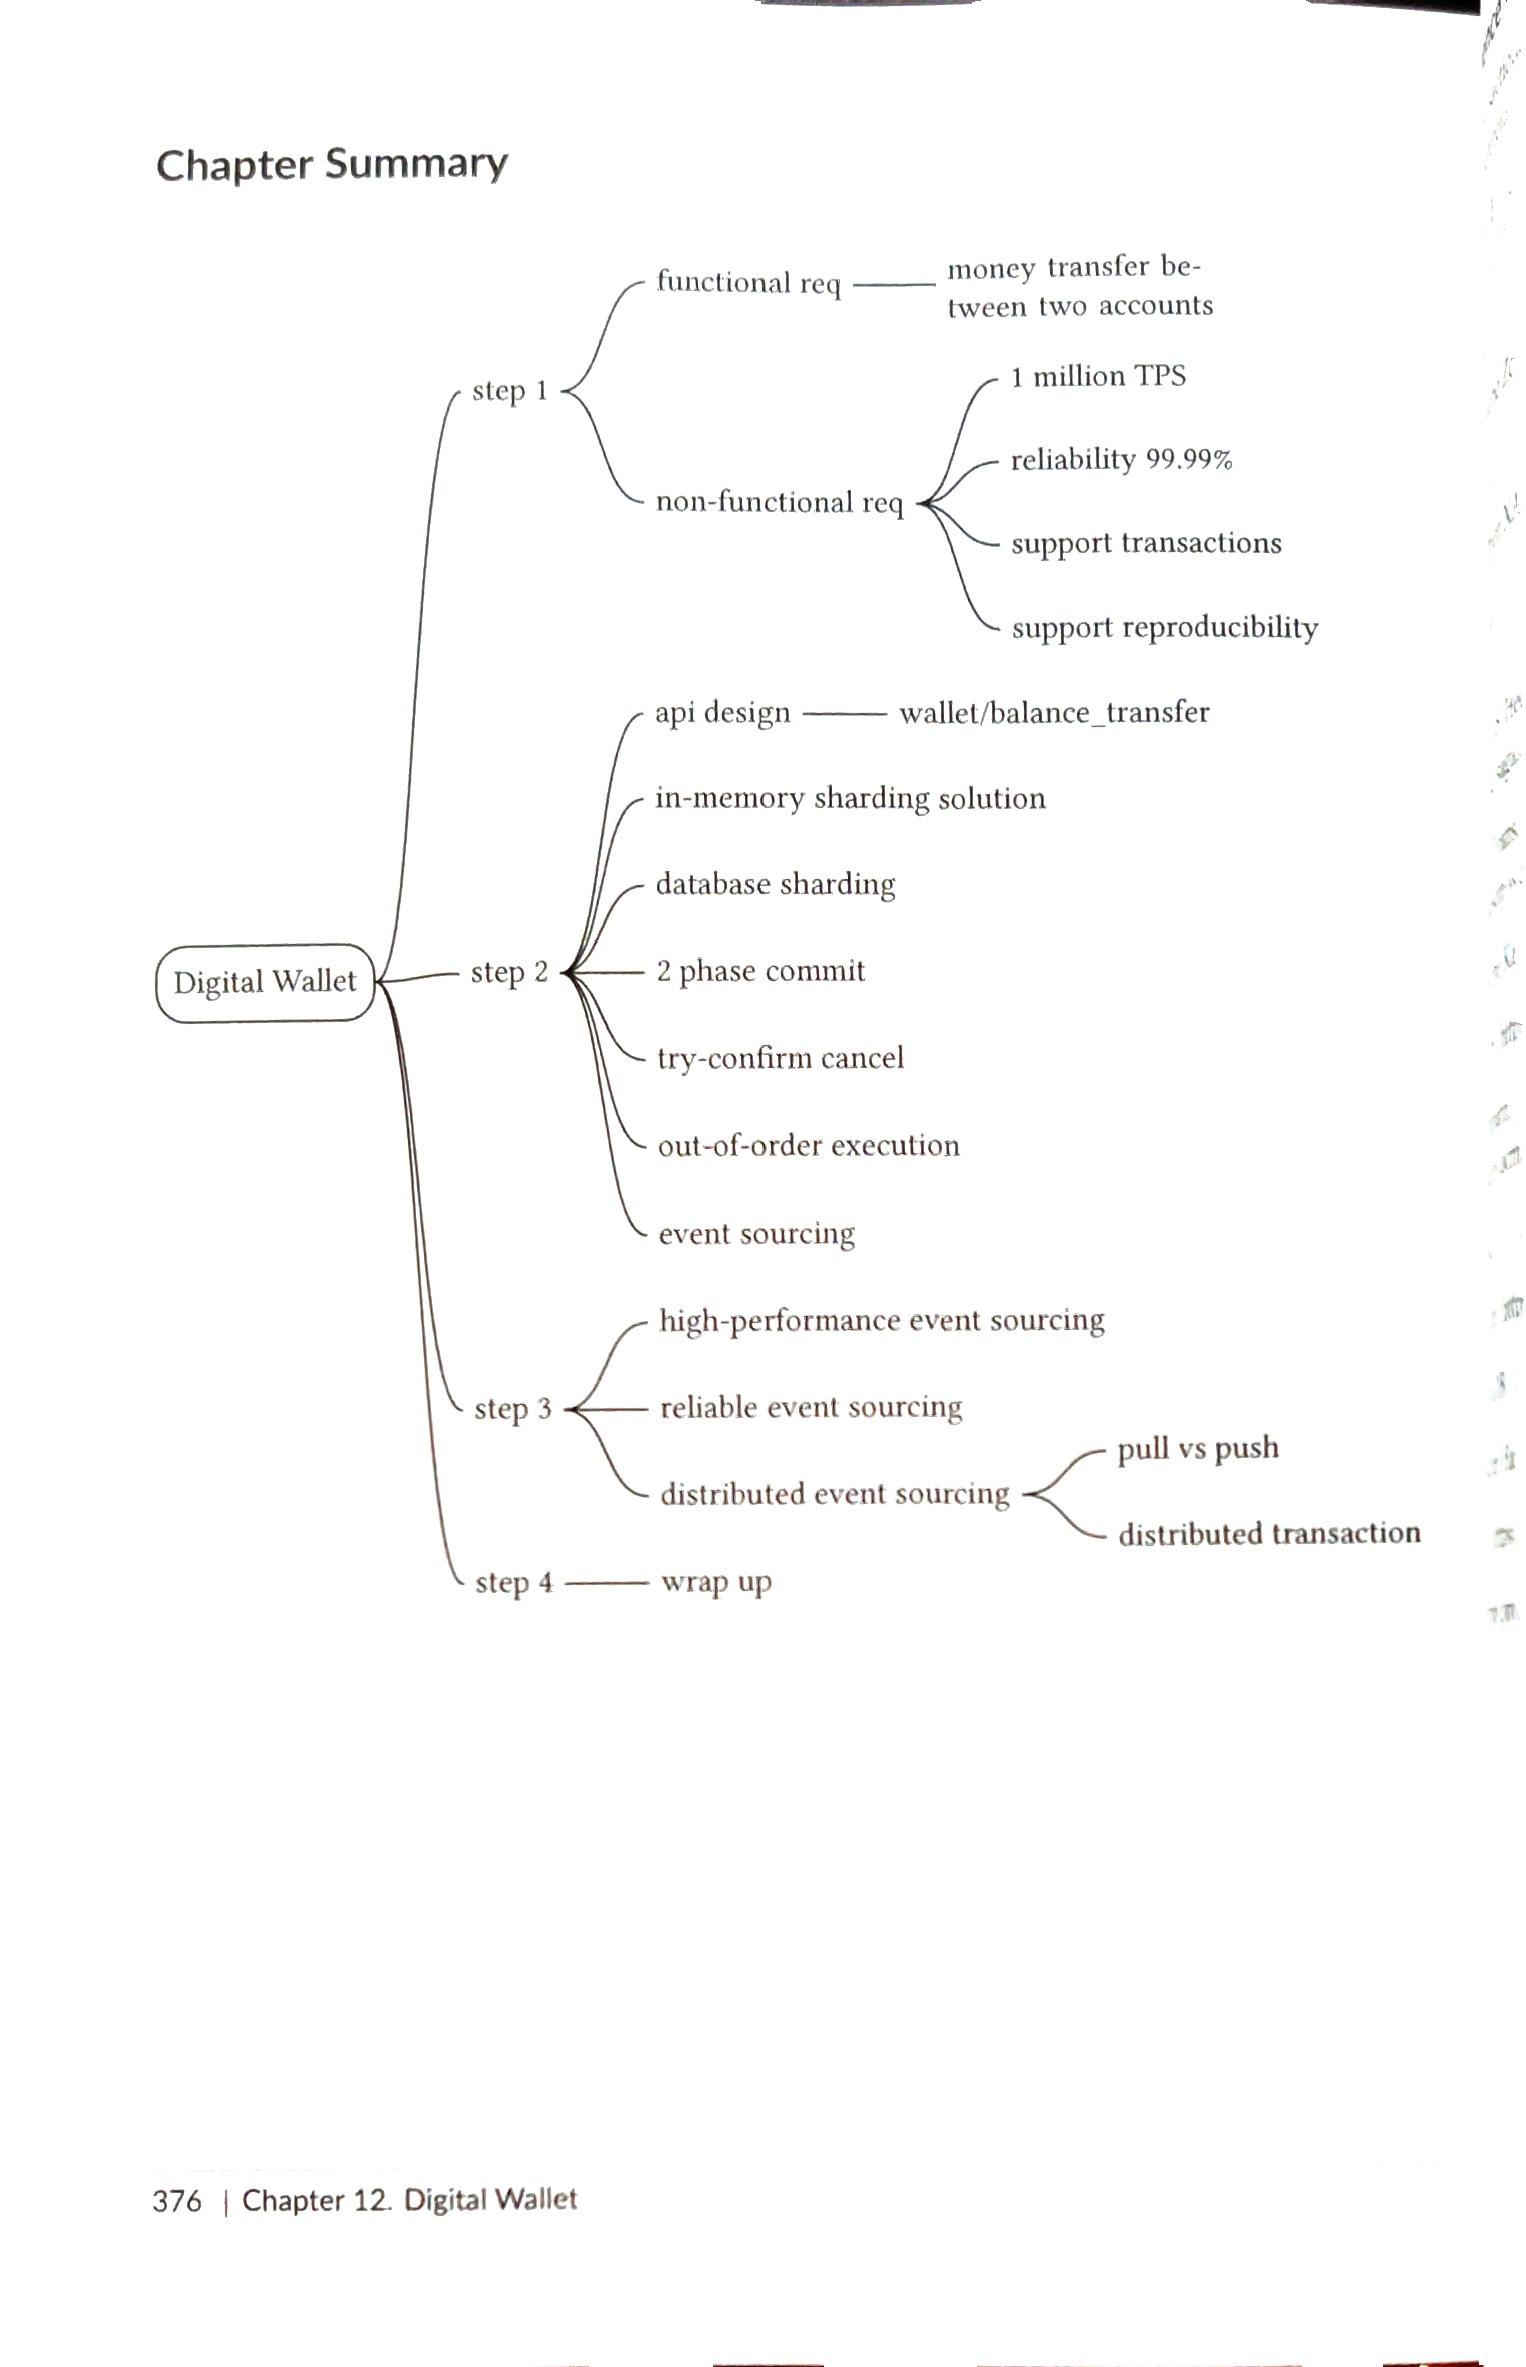 Chapter Summary
functional req
money transfer be-
tween two accounts
step 1
1 million TPS
reliability 99.99%
non-functional req
support transactions
support reproducibility
api design
wallet/balance_transfer
in-memory sharding solution
database sharding
Digital Wallet
step 2
2 phase commit
try-confirm cancel
out-of-order execution
event sourcing
high-performance event sourcing
step 3
reliable event sourcing
pull vs push
distributed event sourcing
distributed transaction
step 4
wrap up
376 | Chapter 12. Digital Wallet